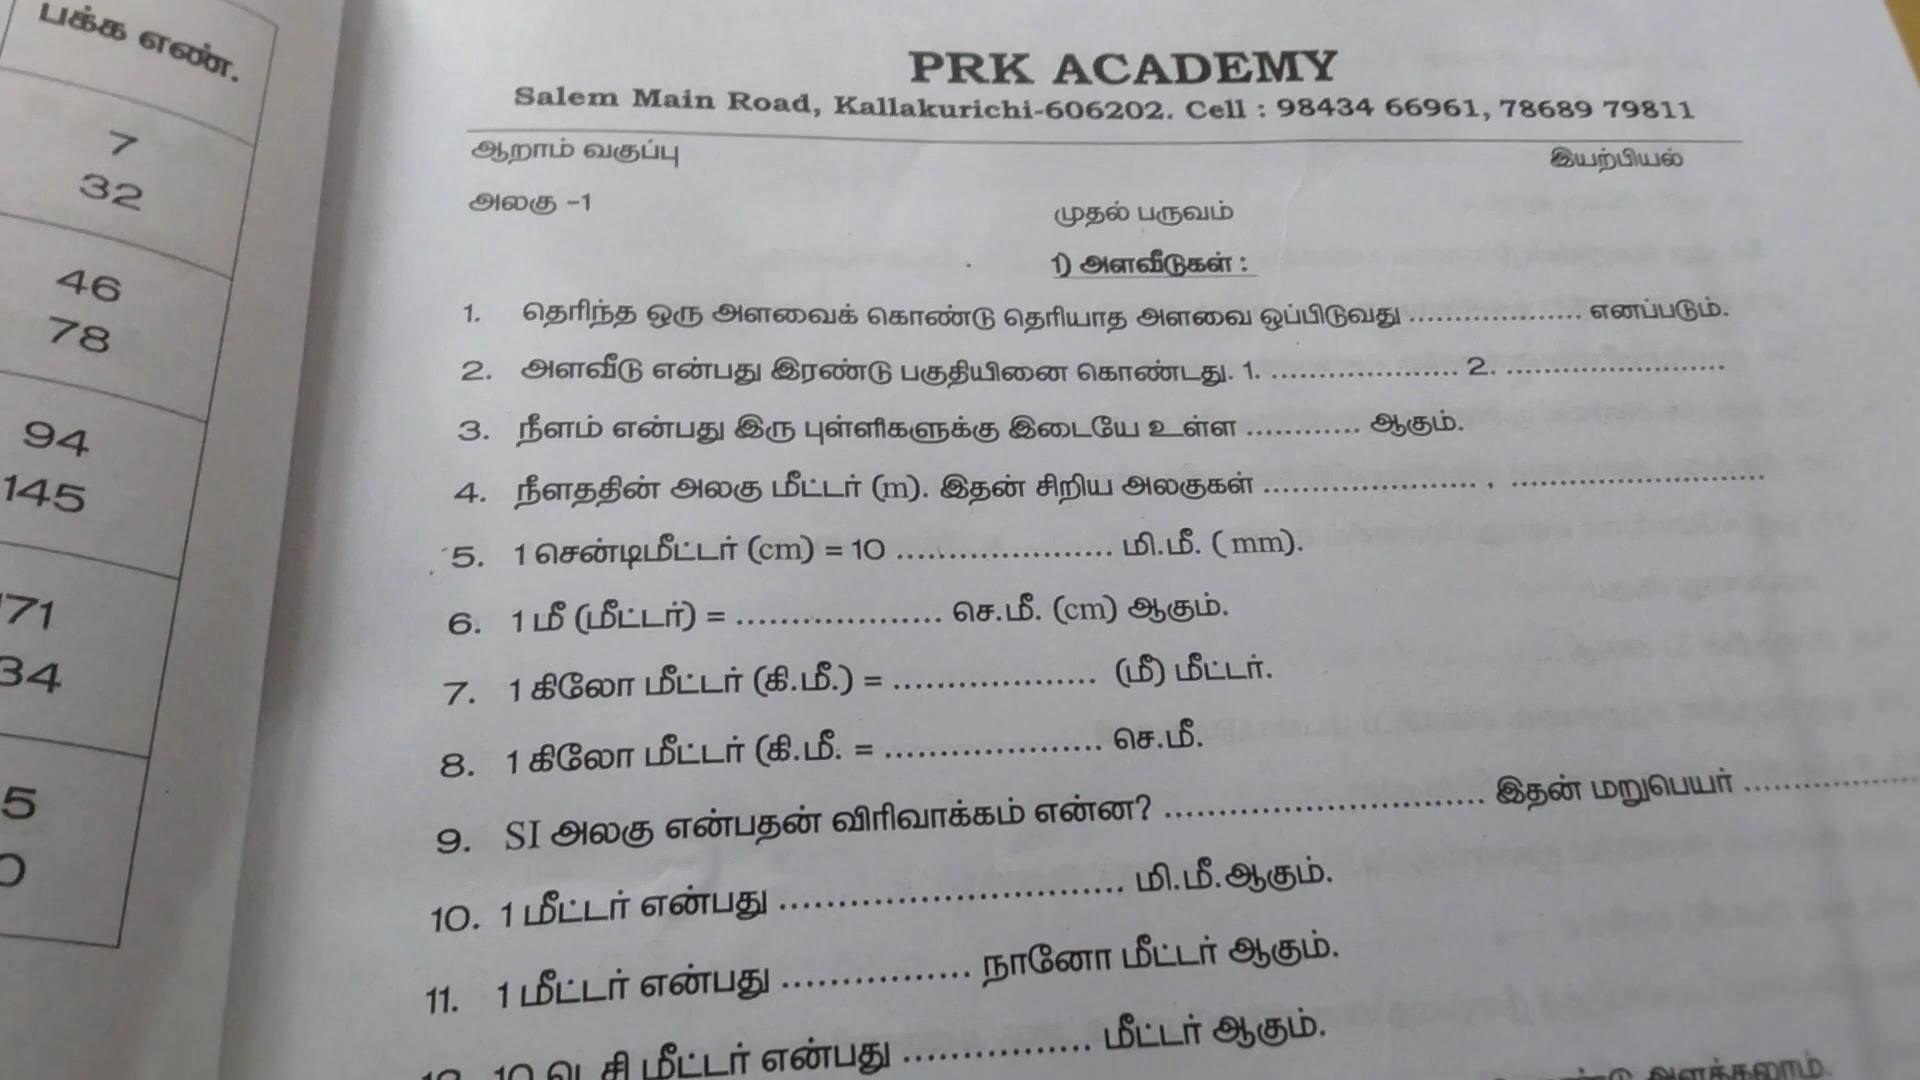 பக்க எண்.
7
32
46
78
94
145
71
34
5
PRK ACADEMY
Salem Main Road, Kallakurichi-606202. Cell : 98434 66961, 78689 79811
ஆறாம் வகுப்பு இயற்பியல்
அலகு -1 முதல் பருவம்
1) அளவீடுகள் :
1. தெரிந்த ஒரு அளவைக் கொண்டு தெரியாத அளவை ஒப்பிடுவது .................... எனப்படும்.
2. அளவீடு என்பது இரண்டு பகுதியினை கொண்டது. 1. ..................... 2. ........................
3. நீளம் என்பது இரு புள்ளிகளுக்கு இடையே உள்ள ............ ஆகும்.
4. நீளததின் அலகு மீட்டர் (m). இதன் சிறிய அலகுகள் ....................... , ...........................
5. 1 சென்டிமீட்டர் (cm) = 10 ....................... மி.மீ. ( mm).
6. 1 மீ (மீட்டர்) = ...................... செ.மீ. (cm) ஆகும்.
7. 1 கிலோ மீட்டர் (கி.மீ.) = ..................... (மீ) மீட்டர்.
8. 1 கிலோ மீட்டர் (கி.மீ. = ...................... செ.மீ.
9. SI அலகு என்பதன் விரிவாக்கம் என்ன? ................................ இதன் மறுபெயர் ..................
10. 1 மீட்டர் என்பது .................................. மி.மீ.ஆகும்.
11. 1 மீட்டர் என்பது .................. நானோ மீட்டர் ஆகும்.
மீட்டர் என்பது .................. மீட்டர் ஆகும்.
அளக்கலாம்.